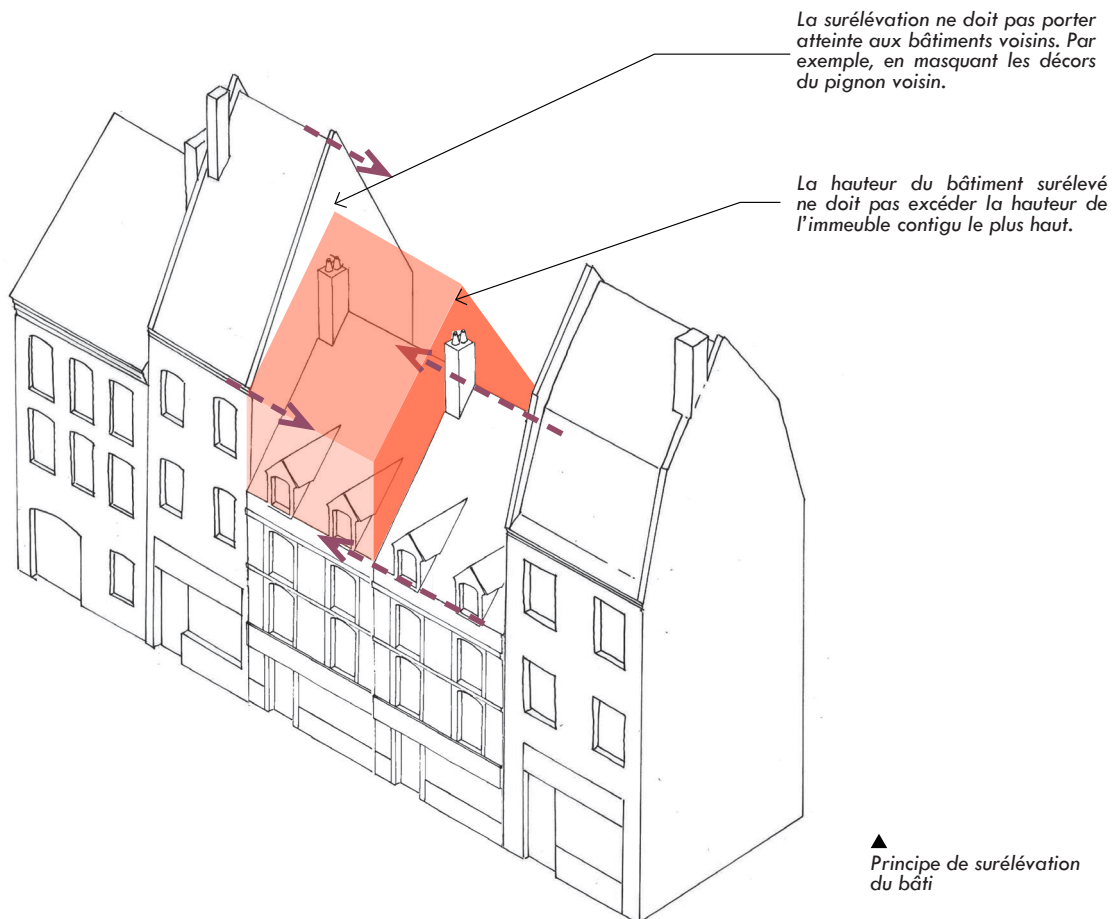 La surélévation ne doit pas porter
atteinte aux bâtiments voisins. Par
exemple, en masquant les décors
du pignon voisin.
La hauteur du bâtiment surélevé
ne doit pas excéder la hauteur de
l'immeuble contigu le plus haut.
Principe de surélévation
du bâti